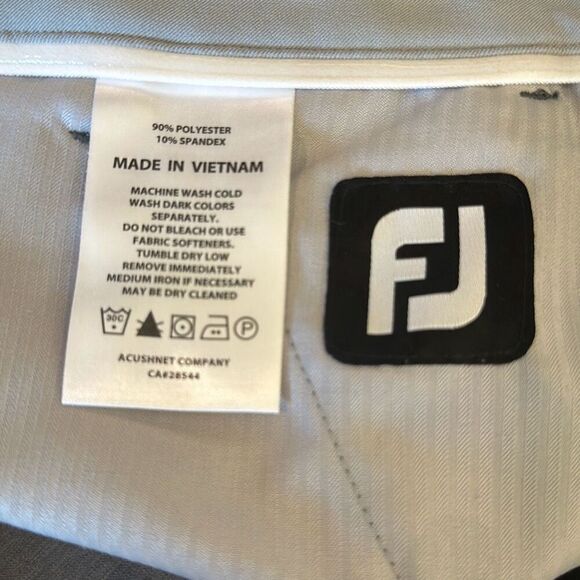 90% POLYESTER
10% SPANDEX
MADE IN VIETNAM
MACHINE WASH COLD
WASH DARK COLORS
SEPARATELY.
DO NOT BLEACH OR USE
FABRIC SOFTENERS.
TUMBLE DRY LOW
REMOVE IMMEDIATELY
MEDIUM IRON IF NECESSARY
MAY BE DRY CLEANED
30C P
ACUSHNET COMPANY
CA#28544
FJ